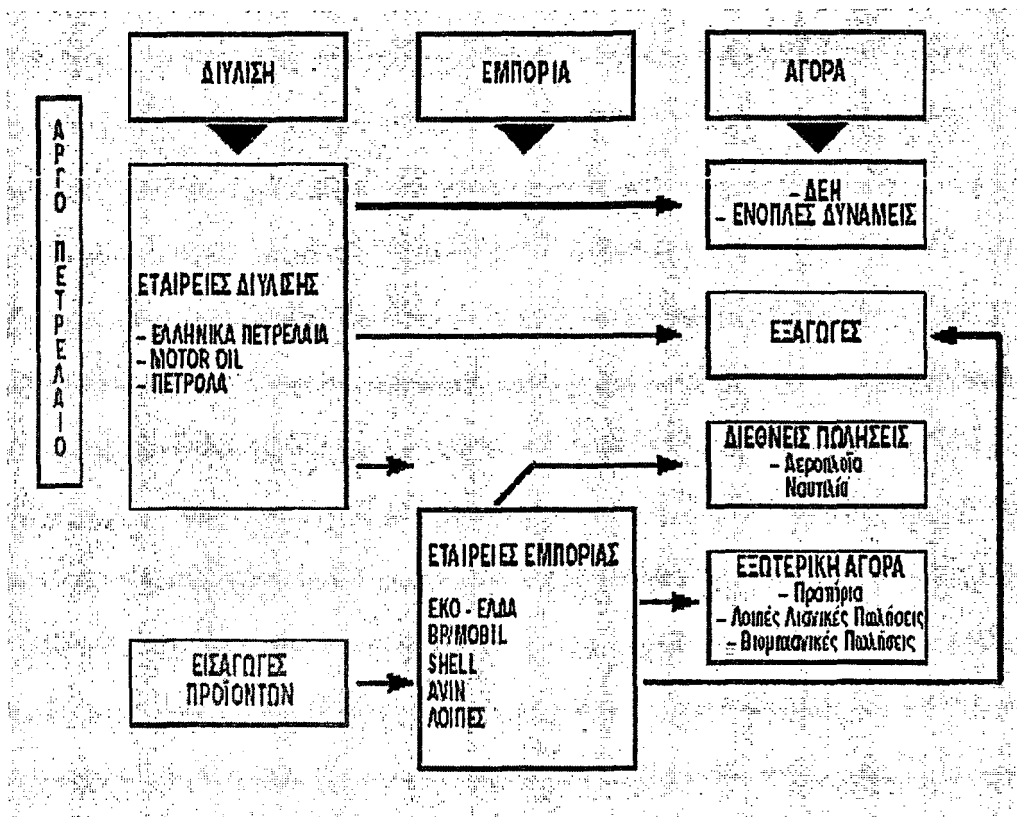 ΔΙΥΛΙΣΗ
ΕΜΠΟΡΙΑ
ΑΓΟΡΑ
ΑΡΓΟ ΠΕΤΡΕΛΑΙΟ
ΕΤΑΙΡΕΙΕΣ ΔΙΥΛΙΣΗΣ
– ΕΛΛΗΝΙΚΑ ΠΕΤΡΕΛΑΙΑ
– MOTOR OIL
– ΠΕΤΡΟΛΑ
– ΔΕΗ
– ΕΝΟΠΛΕΣ ΔΥΝΑΜΕΙΣ
ΕΞΑΓΩΓΕΣ
ΔΙΕΘΝΕΙΣ ΠΩΛΗΣΕΙΣ
– Αεροπλοΐα
Ναυτιλία
ΕΤΑΙΡΕΙΕΣ ΕΜΠΟΡΙΑΣ
ΕΚΟ - ΕΛΔΑ
BP/MOBIL
SHELL
AVIN
ΛΟΙΠΕΣ
ΕΞΩΤΕΡΙΚΗ ΑΓΟΡΑ
– Πρατήρια
– Λοιπές Λιανικές Πωλήσεις
– Βιομηχανικές Πωλήσεις
ΕΙΣΑΓΩΓΕΣ
ΠΡΟΪΟΝΤΩΝ